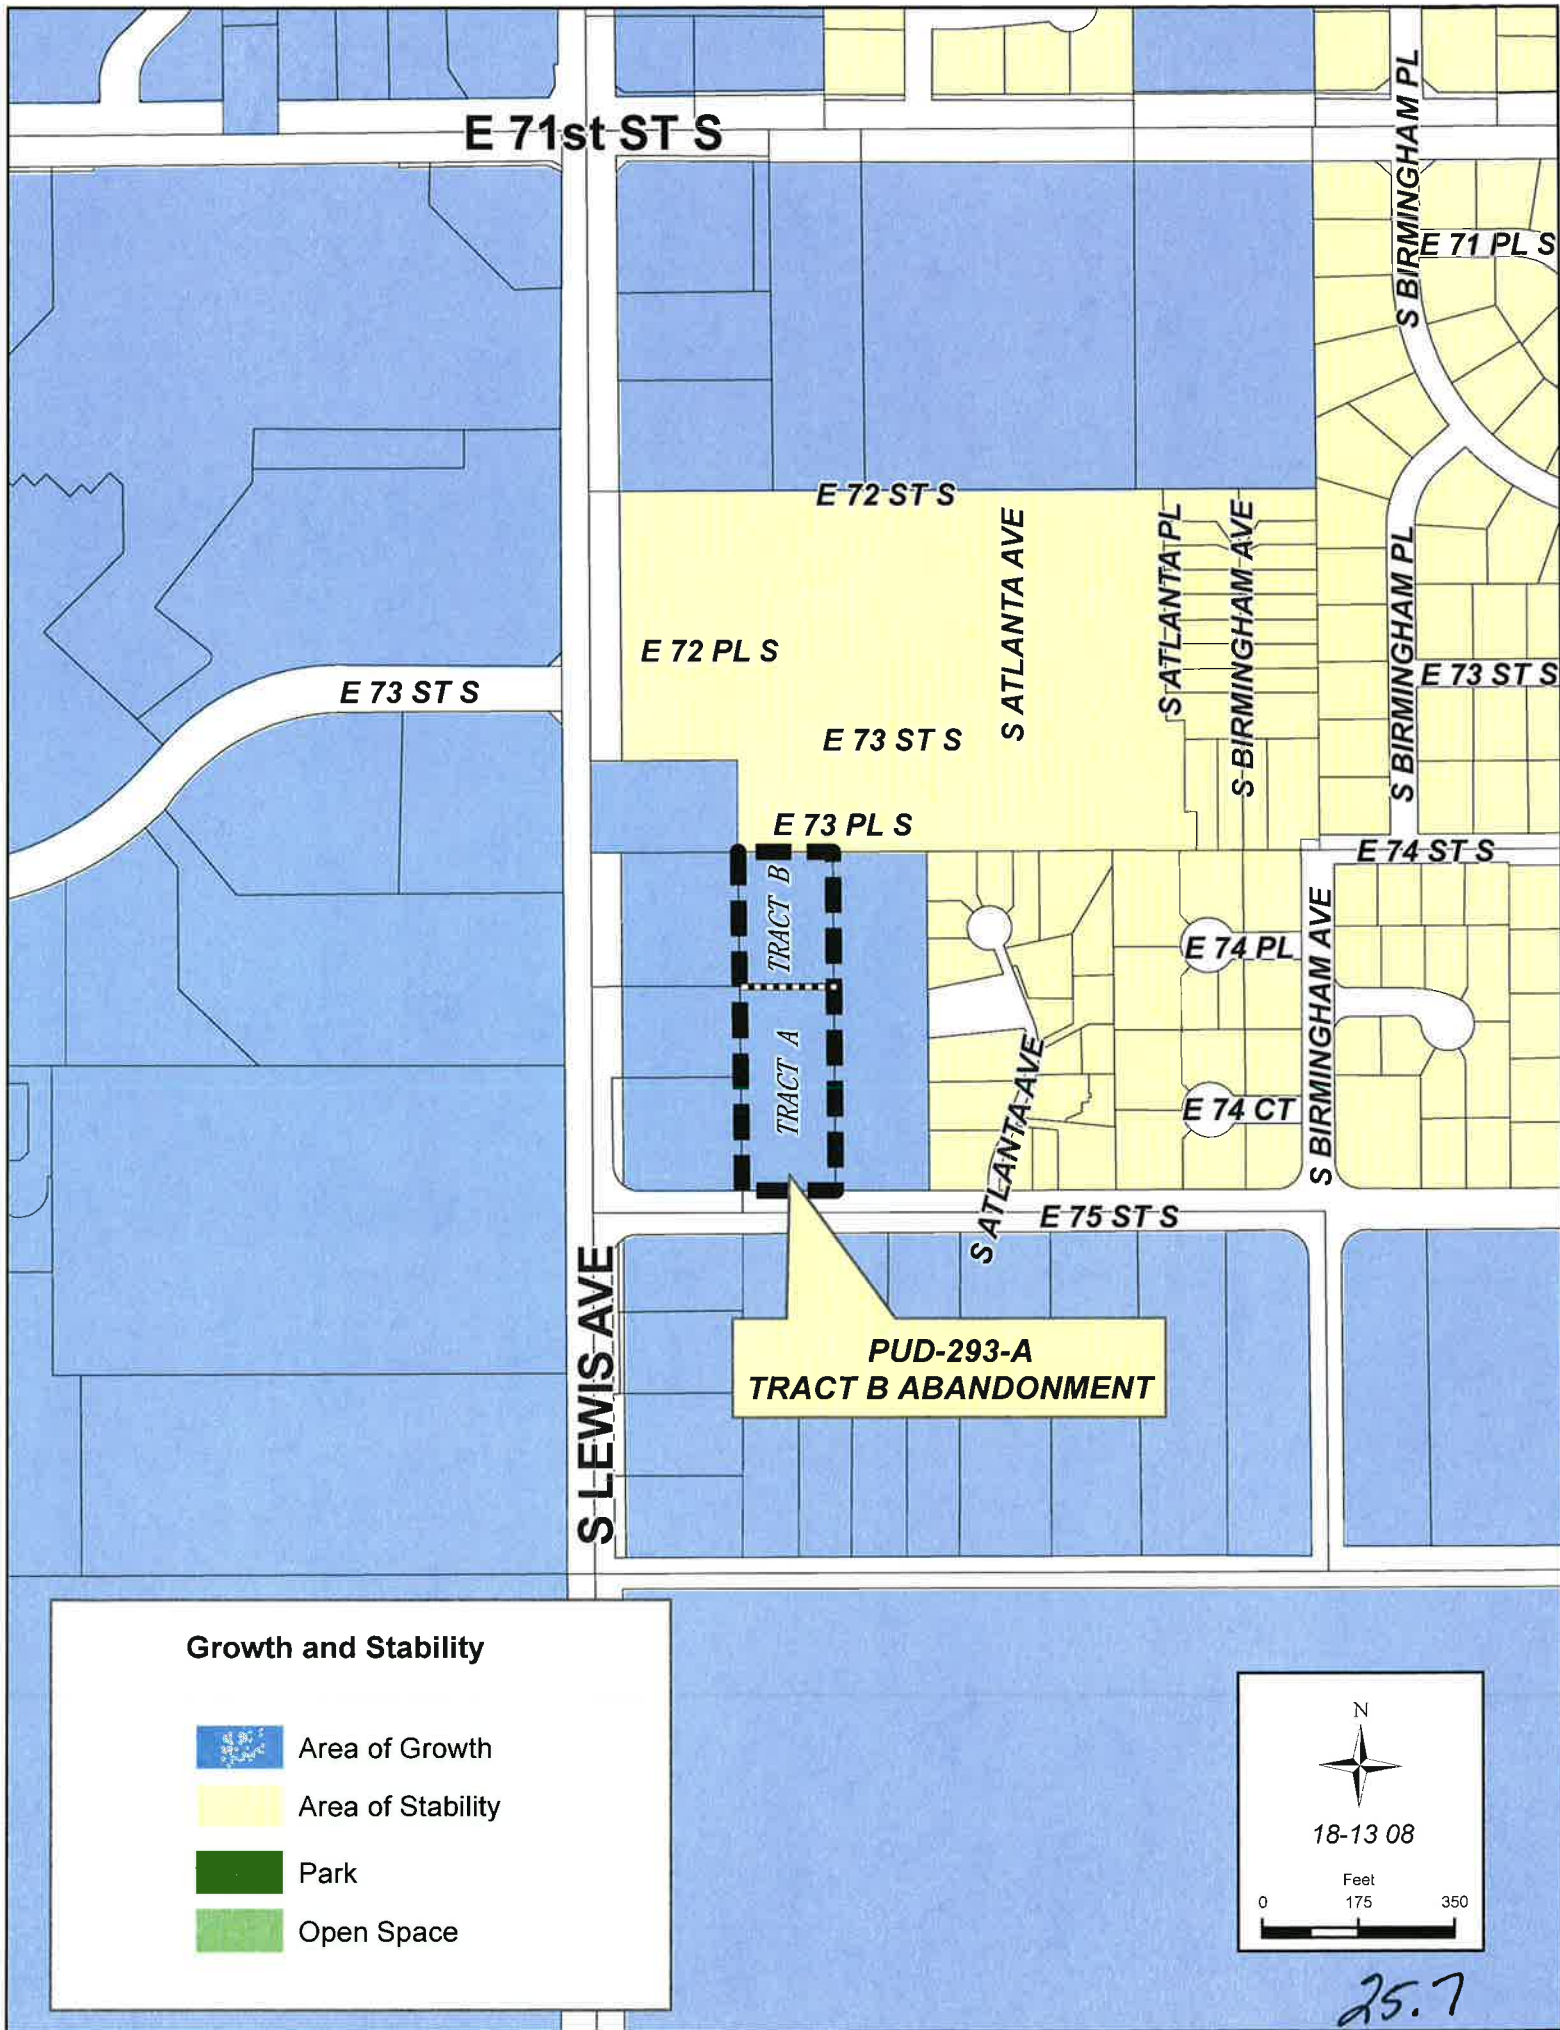 E 71st ST S
S BIRMINGHAM PL
E 71 PL S
E 72 ST S
S ATLANTA AVE
S ATLANTA PL
S BIRMINGHAM AVE
S BIRMINGHAM PL
E 72 PL S
E 73 ST S
E 73 ST S
E 73 ST S
E 73 PL S
E 74 ST S
TRACT B
E 74 PL
S BIRMINGHAM AVE
TRACT A
S ATLANTA AVE
E 74 CT
E 75 ST S
S LEWIS AVE
PUD-293-A
TRACT B ABANDONMENT
Growth and Stability
Area of Growth
Area of Stability
Park
Open Space
N
18-13 08
Feet
0 175 350
25.7